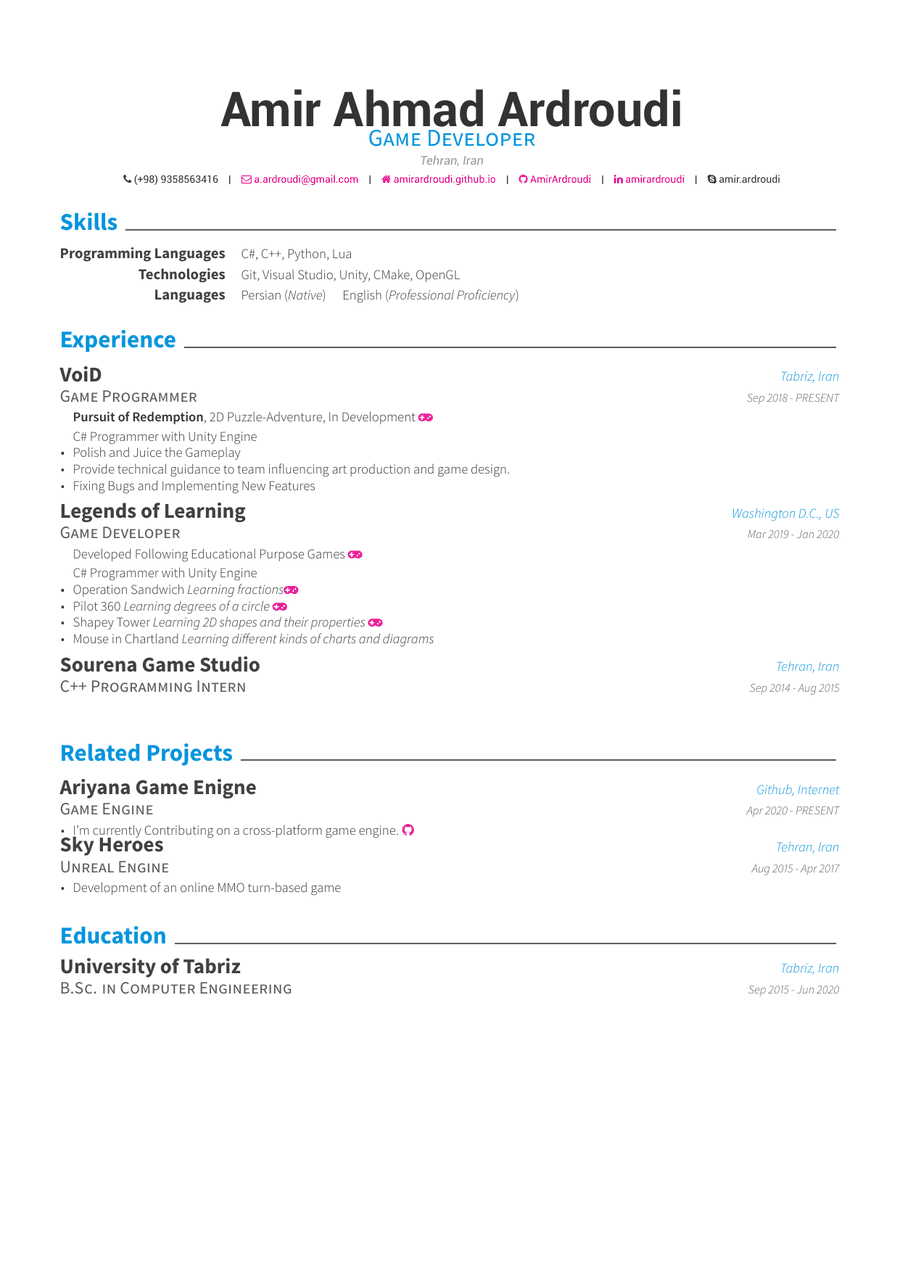 Amir Ahmad Ardroudi
Game Developer
Tehran, Iran
(+98) 9358563416 | a.ardroudi@gmail.com | amirardroudi.github.io | AmirArdroudi | amirardroudi | amir.ardroudi
Skills
Programming Languages C#, C++, Python, Lua
Technologies Git, Visual Studio, Unity, CMake, OpenGL
Languages Persian (Native) English (Professional Proficiency)
Experience
VoiD Tabriz, Iran
Game Programmer Sep 2018 - PRESENT
Pursuit of Redemption, 2D Puzzle-Adventure, In Development
C# Programmer with Unity Engine
• Polish and Juice the Gameplay
• Provide technical guidance to team influencing art production and game design.
• Fixing Bugs and Implementing New Features
Legends of Learning Washington D.C., US
Game Developer Mar 2019 - Jan 2020
Developed Following Educational Purpose Games
C# Programmer with Unity Engine
• Operation Sandwich Learning fractions
• Pilot 360 Learning degrees of a circle
• Shapey Tower Learning 2D shapes and their properties
• Mouse in Chartland Learning different kinds of charts and diagrams
Sourena Game Studio Tehran, Iran
C++ Programming Intern Sep 2014 - Aug 2015
Related Projects
Ariyana Game Enigne Github, Internet
Game Engine Apr 2020 - PRESENT
• I'm currently Contributing on a cross-platform game engine.
Sky Heroes Tehran, Iran
Unreal Engine Aug 2015 - Apr 2017
• Development of an online MMO turn-based game
Education
University of Tabriz Tabriz, Iran
B.Sc. in Computer Engineering Sep 2015 - Jun 2020